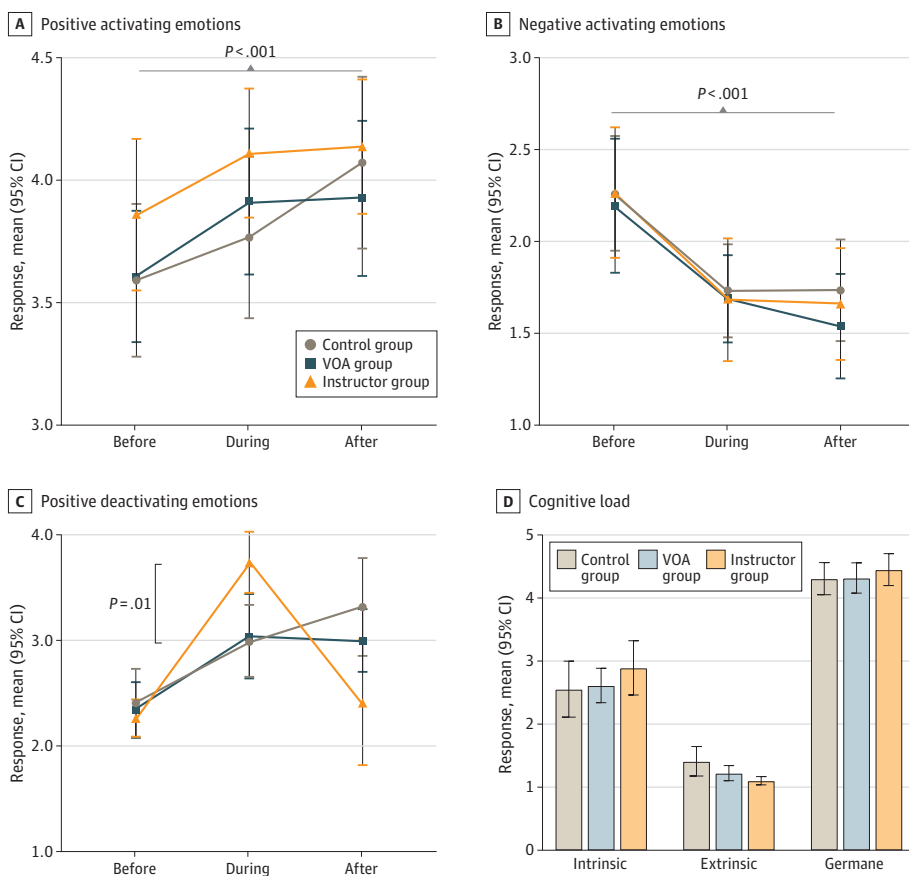 A Positive activating emotions
P < .001
4.5
4.0
3.5
3.0
Response, mean (95% CI)
Control group
VOA group
Instructor group
Before During After
B Negative activating emotions
P < .001
3.0
2.5
2.0
1.5
1.0
Response, mean (95% CI)
Before During After
C Positive deactivating emotions
4.0
3.0
2.0
1.0
Response, mean (95% CI)
P = .01
Before During After
D Cognitive load
5
4
3
2
1
0
Response, mean (95% CI)
Control group
VOA group
Instructor group
Intrinsic Extrinsic Germane